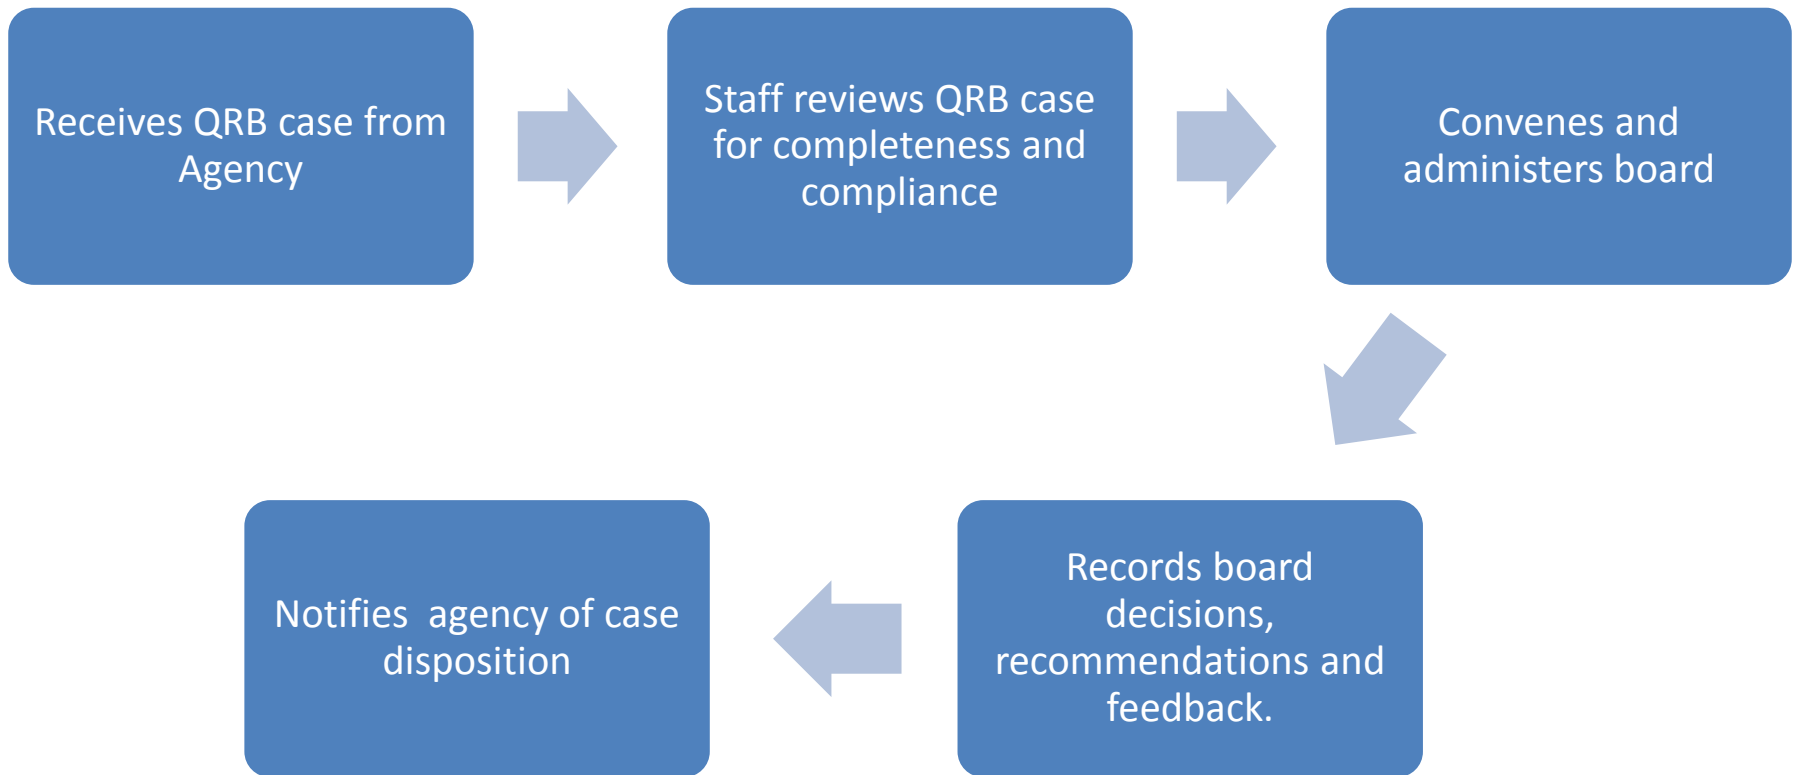 Receives QRB case from
Agency
Staff reviews QRB case
for completeness and
compliance
Convenes and
administers board
Records board
decisions,
recommendations and
feedback.
Notifies  agency of case
disposition